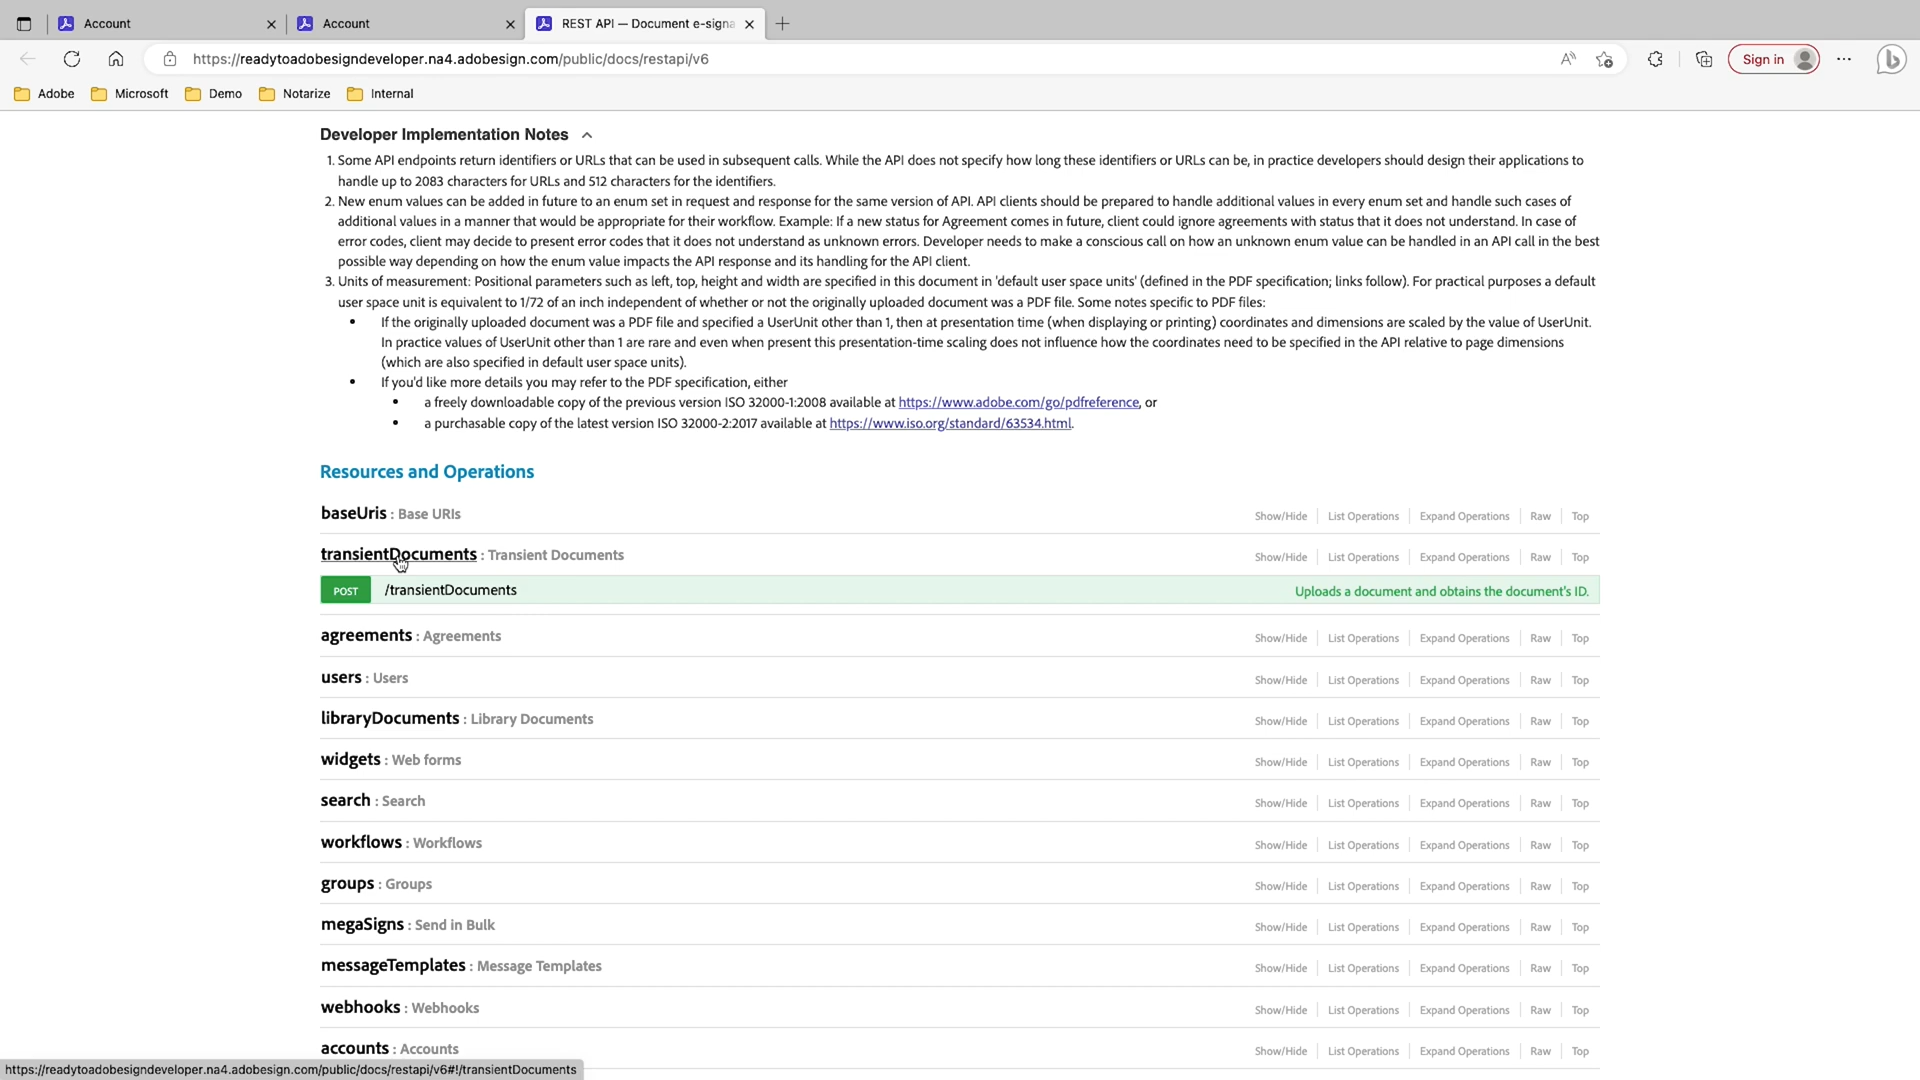 Account
Account
REST API — Document e-signa
https://readytoadobesigndeveloper.na4.adobesign.com/public/docs/restapi/v6
Sign in
Adobe
Microsoft
Demo
Notarize
Internal
Developer Implementation Notes
1. Some API endpoints return identifiers or URLs that can be used in subsequent calls. While the API does not specify how long these identifiers or URLs can be, in practice developers should design their applications to
handle up to 2083 characters for URLs and 512 characters for the identifiers.
2. New enum values can be added in future to an enum set in request and response for the same version of API. API clients should be prepared to handle additional values in every enum set and handle such cases of
additional values in a manner that would be appropriate for their workflow. Example: If a new status for Agreement comes in future, client could ignore agreements with status that it does not understand. In case of
error codes, client may decide to present error codes that it does not understand as unknown errors. Developer needs to make a conscious call on how an unknown enum value can be handled in an API call in the best
possible way depending on how the enum value impacts the API response and its handling for the API client.
3. Units of measurement: Positional parameters such as left, top, height and width are specified in this document in 'default user space units' (defined in the PDF specification; links follow). For practical purposes a default
user space unit is equivalent to 1/72 of an inch independent of whether or not the originally uploaded document was a PDF file. Some notes specific to PDF files:
• If the originally uploaded document was a PDF file and specified a UserUnit other than 1, then at presentation time (when displaying or printing) coordinates and dimensions are scaled by the value of UserUnit.
In practice values of UserUnit other than 1 are rare and even when present this presentation-time scaling does not influence how the coordinates need to be specified in the API relative to page dimensions
(which are also specified in default user space units).
• If you'd like more details you may refer to the PDF specification, either
• a freely downloadable copy of the previous version ISO 32000-1:2008 available at https://www.adobe.com/go/pdfreference, or
• a purchasable copy of the latest version ISO 32000-2:2017 available at https://www.iso.org/standard/63534.html.
Resources and Operations
baseUris : Base URIs Show/Hide List Operations Expand Operations Raw Top
transientDocuments : Transient Documents Show/Hide List Operations Expand Operations Raw Top
POST /transientDocuments Uploads a document and obtains the document's ID.
agreements : Agreements Show/Hide List Operations Expand Operations Raw Top
users : Users Show/Hide List Operations Expand Operations Raw Top
libraryDocuments : Library Documents Show/Hide List Operations Expand Operations Raw Top
widgets : Web forms Show/Hide List Operations Expand Operations Raw Top
search : Search Show/Hide List Operations Expand Operations Raw Top
workflows : Workflows Show/Hide List Operations Expand Operations Raw Top
groups : Groups Show/Hide List Operations Expand Operations Raw Top
megaSigns : Send in Bulk Show/Hide List Operations Expand Operations Raw Top
messageTemplates : Message Templates Show/Hide List Operations Expand Operations Raw Top
webhooks : Webhooks Show/Hide List Operations Expand Operations Raw Top
accounts : Accounts Show/Hide List Operations Expand Operations Raw Top
https://readytoadobesigndeveloper.na4.adobesign.com/public/docs/restapi/v6#!/transientDocuments